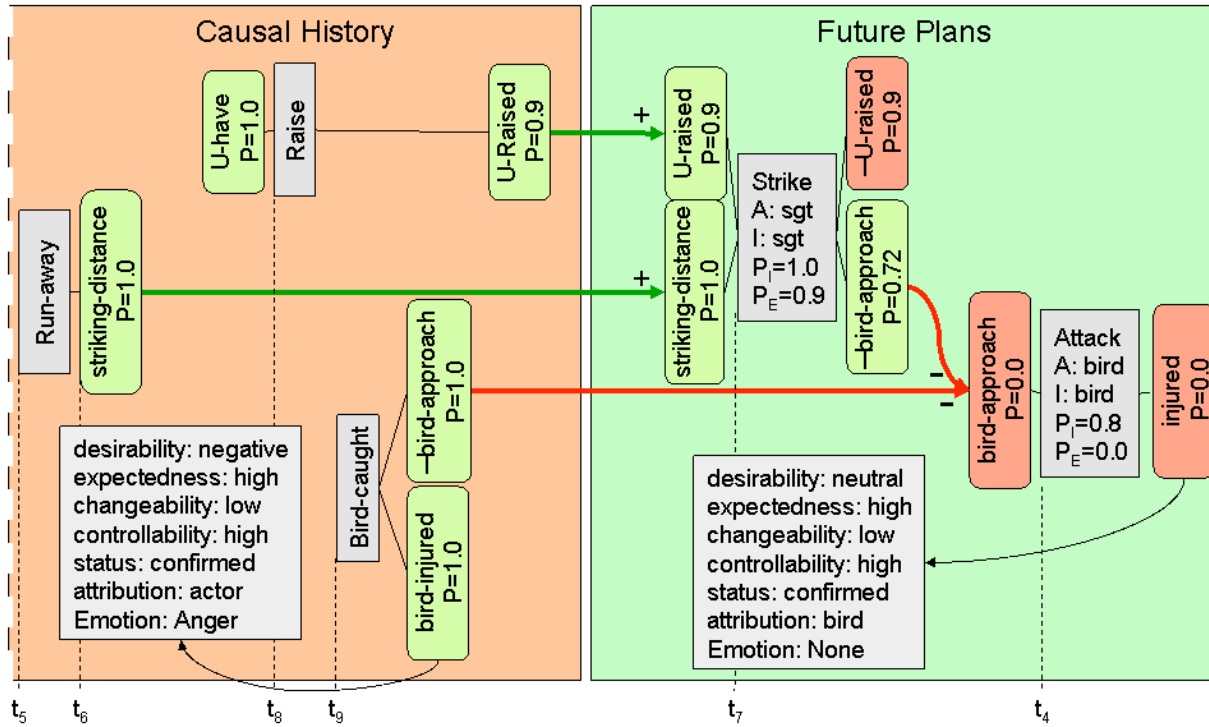 Causal History
Future Plans
U-have
P=1.0
Raise
U-Raised
P=0.9
+
U-raised
P=0.9
¬U-raised
P=0.9
Strike
A: sgt
I: sgt
P_I=1.0
P_E=0.9
Run-away
striking-distance
P=1.0
+
striking-distance
P=1.0
¬bird-approach
P=0.72
¬bird-approach
P=1.0
-
-
bird-approach
P=0.0
Attack
A: bird
I: bird
P_I=0.8
P_E=0.0
injured
P=0.0
desirability: negative
expectedness: high
changeability: low
controllability: high
status: confirmed
attribution: actor
Emotion: Anger
Bird-caught
bird-injured
P=1.0
desirability: neutral
expectedness: high
changeability: low
controllability: high
status: confirmed
attribution: bird
Emotion: None
t5
t6
t8
t9
t7
t4